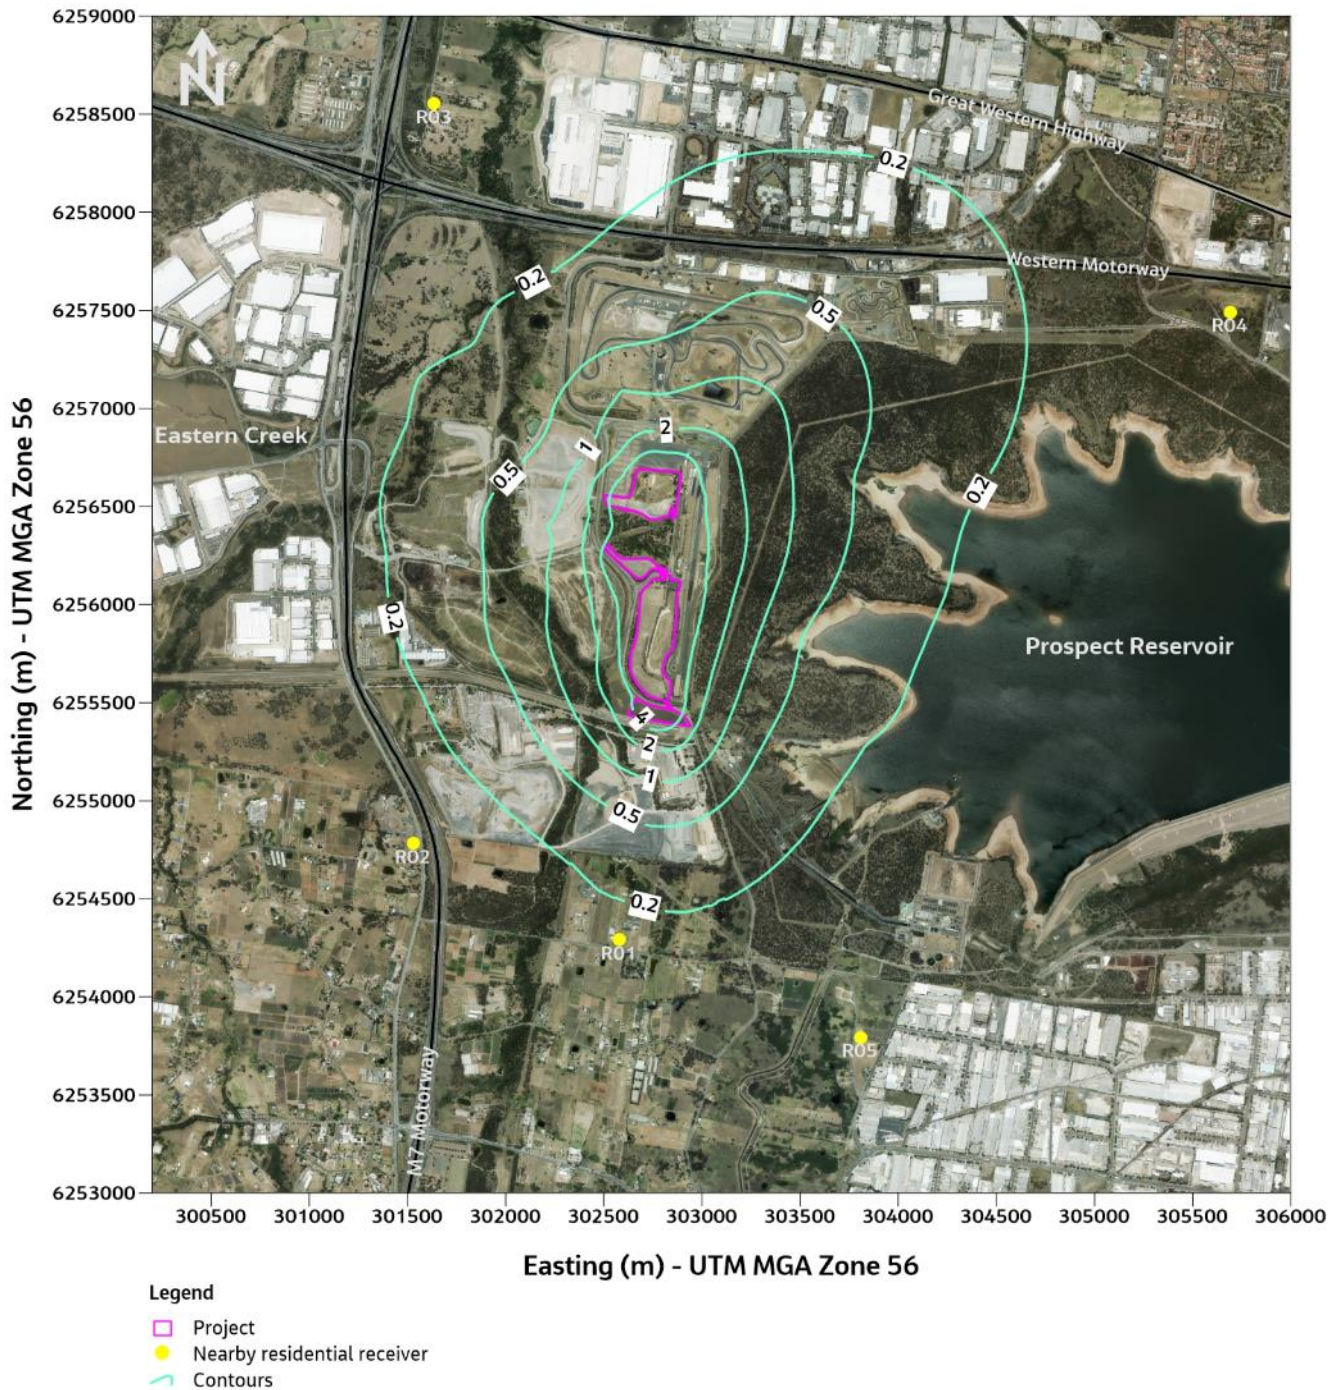 6259000
N
R03
6258500
Great Western Highway
0.2
6258000
0.2
Western Motorway
6257500
0.5
R04
6257000
Eastern Creek
2
1
0.5
0.2
6256500
6256000
0.2
Prospect Reservoir
6255500
4
2
1
6255000
0.5
R02
6254500
0.2
R01
6254000
R05
6253500
M7 Motorway
6253000
Northing (m) - UTM MGA Zone 56
300500 301000 301500 302000 302500 303000 303500 304000 304500 305000 305500 306000
Easting (m) - UTM MGA Zone 56
Legend
Project
Nearby residential receiver
Contours